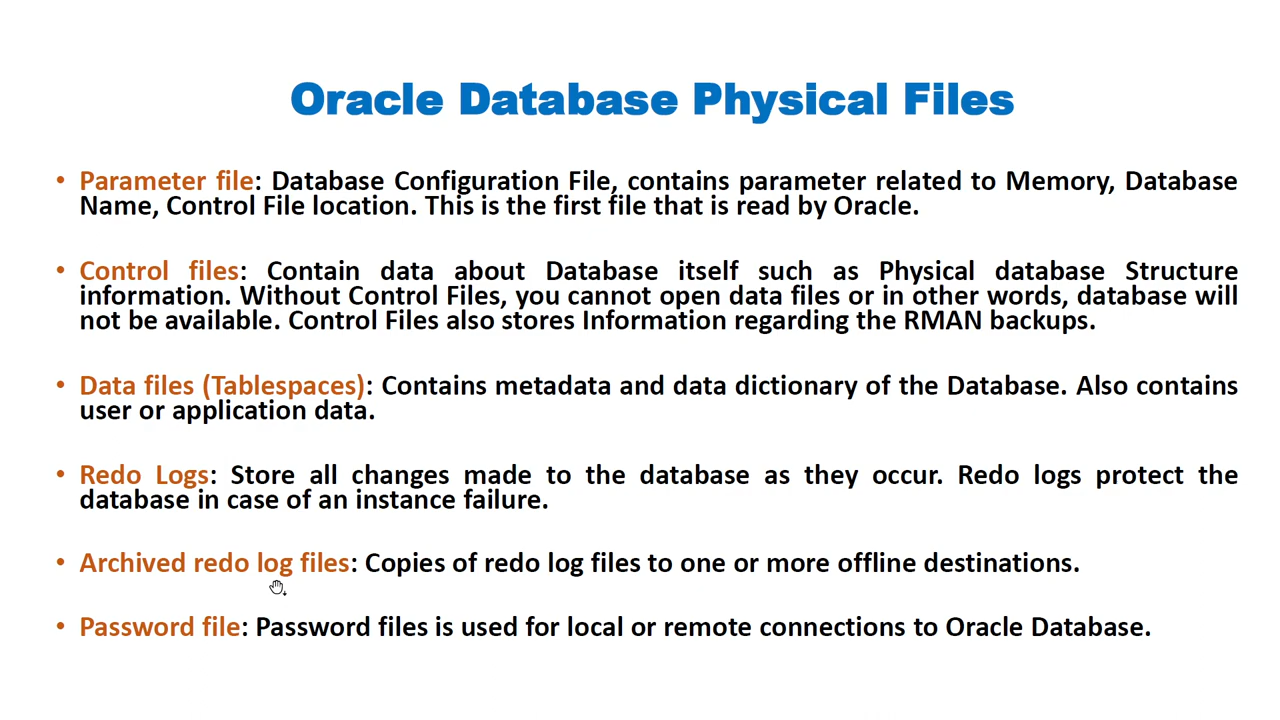 Oracle Database Physical Files
• Parameter file: Database Configuration File, contains parameter related to Memory, Database
Name, Control File location. This is the first file that is read by Oracle.
• Control files: Contain data about Database itself such as Physical database Structure
information. Without Control Files, you cannot open data files or in other words, database will
not be available. Control Files also stores Information regarding the RMAN backups.
• Data files (Tablespaces): Contains metadata and data dictionary of the Database. Also contains
user or application data.
• Redo Logs: Store all changes made to the database as they occur. Redo logs protect the
database in case of an instance failure.
• Archived redo log files: Copies of redo log files to one or more offline destinations.
• Password file: Password files is used for local or remote connections to Oracle Database.